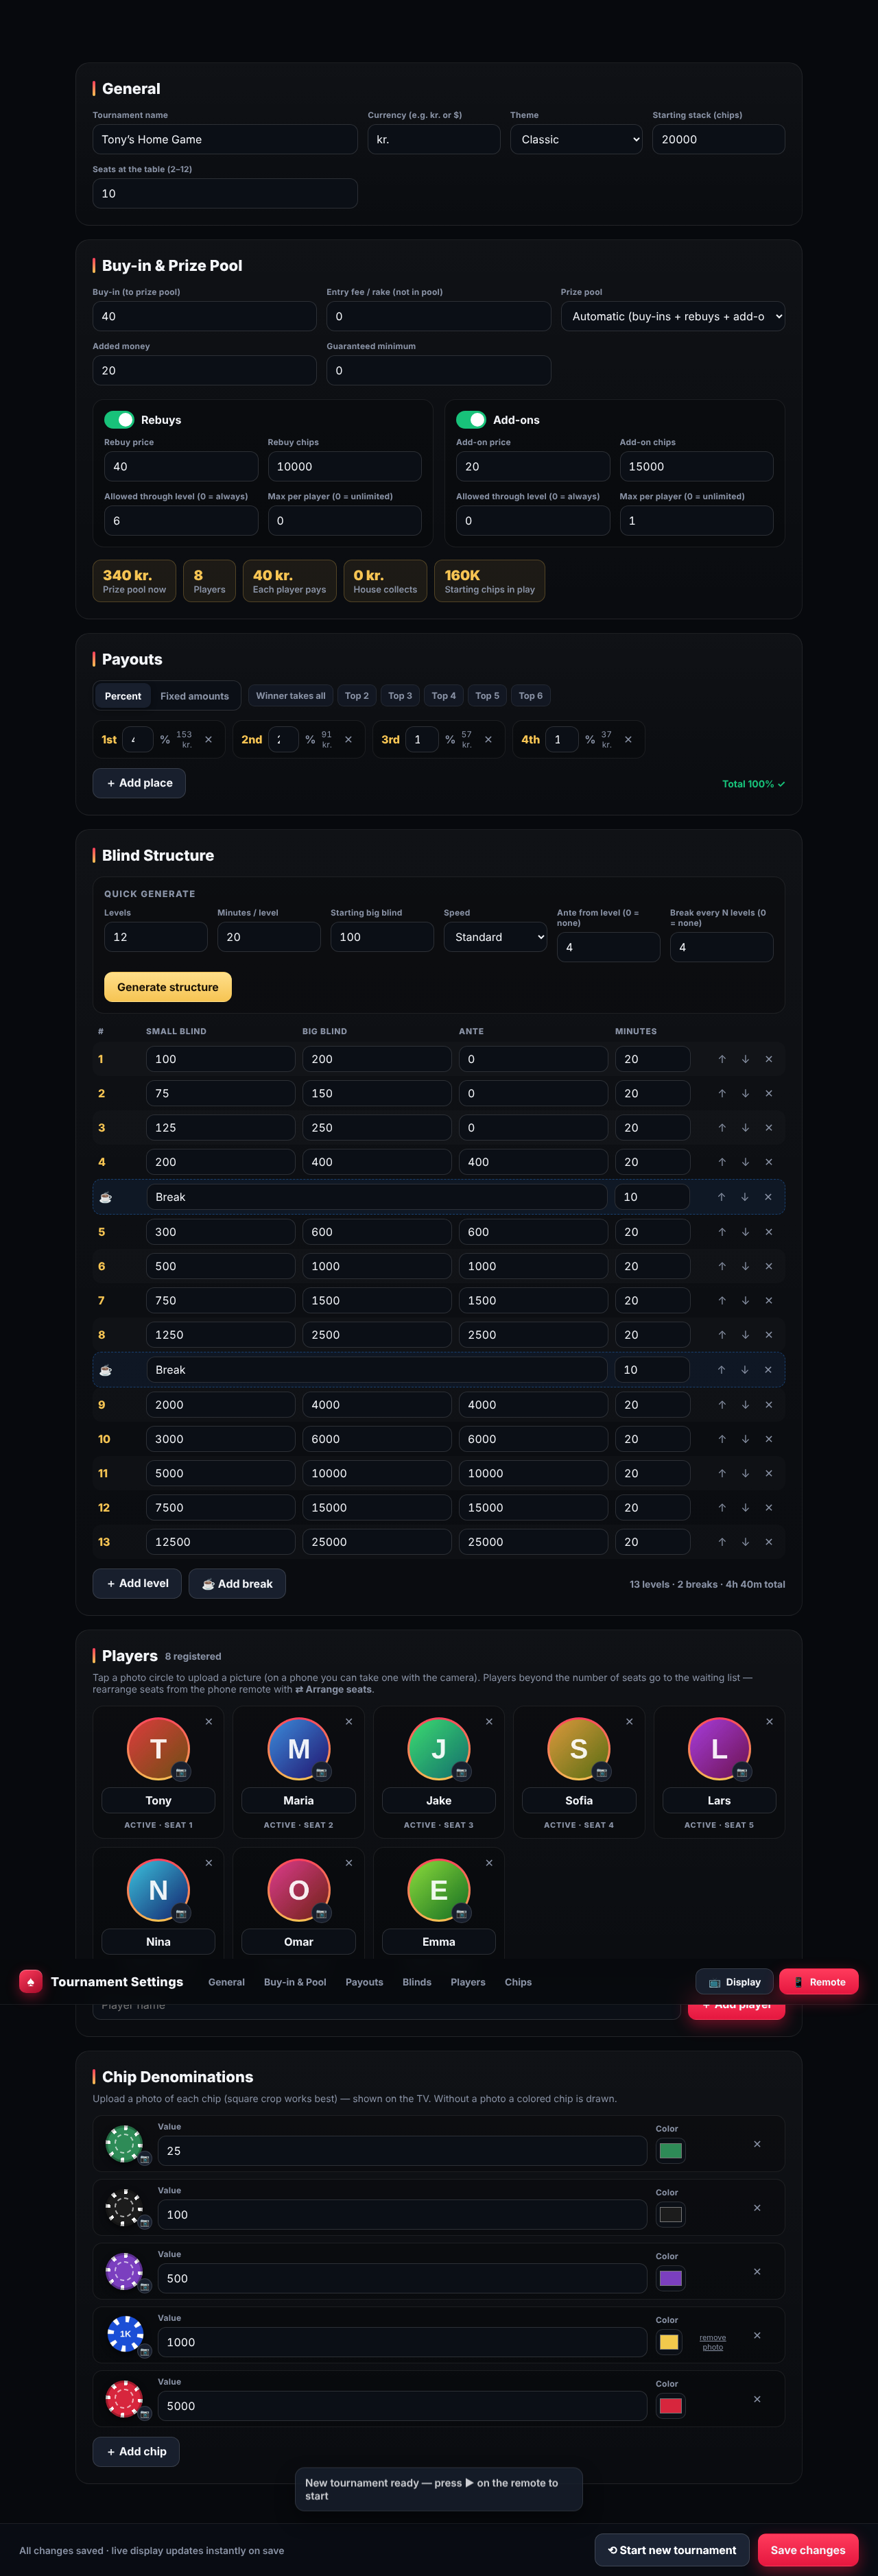 General
Tournament name
Currency (e.g. kr. or $)
Theme
Starting stack (chips)
Tony's Home Game
kr.
Classic
20000
Seats at the table (2–12)
10
Buy-in & Prize Pool
Buy-in (to prize pool)
Entry fee / rake (not in pool)
Prize pool
40
0
Automatic (buy-ins + rebuys + add-o
Added money
Guaranteed minimum
20
0
Rebuys
Rebuy price
Rebuy chips
40
10000
Allowed through level (0 = always)
Max per player (0 = unlimited)
6
0
Add-ons
Add-on price
Add-on chips
20
15000
Allowed through level (0 = always)
Max per player (0 = unlimited)
0
1
340 kr.
Prize pool now
8
Players
40 kr.
Each player pays
0 kr.
House collects
160K
Starting chips in play
Payouts
Percent
Fixed amounts
Winner takes all
Top 2
Top 3
Top 4
Top 5
Top 6
1st % 153 kr. ✕
2nd % 91 kr. ✕
3rd 1 % 57 kr. ✕
4th 1 % 37 kr. ✕
+ Add place
Total 100% ✓
Blind Structure
QUICK GENERATE
Levels
Minutes / level
Starting big blind
Speed
Ante from level (0 = none)
Break every N levels (0 = none)
12
20
100
Standard
4
4
Generate structure
# SMALL BLIND BIG BLIND ANTE MINUTES
1 100 200 0 20 ↑ ↓ ✕
2 75 150 0 20 ↑ ↓ ✕
3 125 250 0 20 ↑ ↓ ✕
4 200 400 400 20 ↑ ↓ ✕
☕ Break 10 ↑ ↓ ✕
5 300 600 600 20 ↑ ↓ ✕
6 500 1000 1000 20 ↑ ↓ ✕
7 750 1500 1500 20 ↑ ↓ ✕
8 1250 2500 2500 20 ↑ ↓ ✕
☕ Break 10 ↑ ↓ ✕
9 2000 4000 4000 20 ↑ ↓ ✕
10 3000 6000 6000 20 ↑ ↓ ✕
11 5000 10000 10000 20 ↑ ↓ ✕
12 7500 15000 15000 20 ↑ ↓ ✕
13 12500 25000 25000 20 ↑ ↓ ✕
+ Add level
☕ Add break
13 levels · 2 breaks · 4h 40m total
Players 8 registered
Tap a photo circle to upload a picture (on a phone you can take one with the camera). Players beyond the number of seats go to the waiting list —
rearrange seats from the phone remote with ⇄ Arrange seats.
T
Tony
ACTIVE · SEAT 1
M
Maria
ACTIVE · SEAT 2
J
Jake
ACTIVE · SEAT 3
S
Sofia
ACTIVE · SEAT 4
L
Lars
ACTIVE · SEAT 5
N
Nina
O
Omar
E
Emma
♠ Tournament Settings
General
Buy-in & Pool
Payouts
Blinds
Players
Chips
Display
Remote
Player name
+ Add player
Chip Denominations
Upload a photo of each chip (square crop works best) — shown on the TV. Without a photo a colored chip is drawn.
Value
Color
25
✕
Value
Color
100
✕
Value
Color
500
✕
1K
Value
Color
1000
remove
photo
✕
Value
Color
5000
✕
+ Add chip
New tournament ready — press ▶ on the remote to
start
All changes saved · live display updates instantly on save
⟲ Start new tournament
Save changes